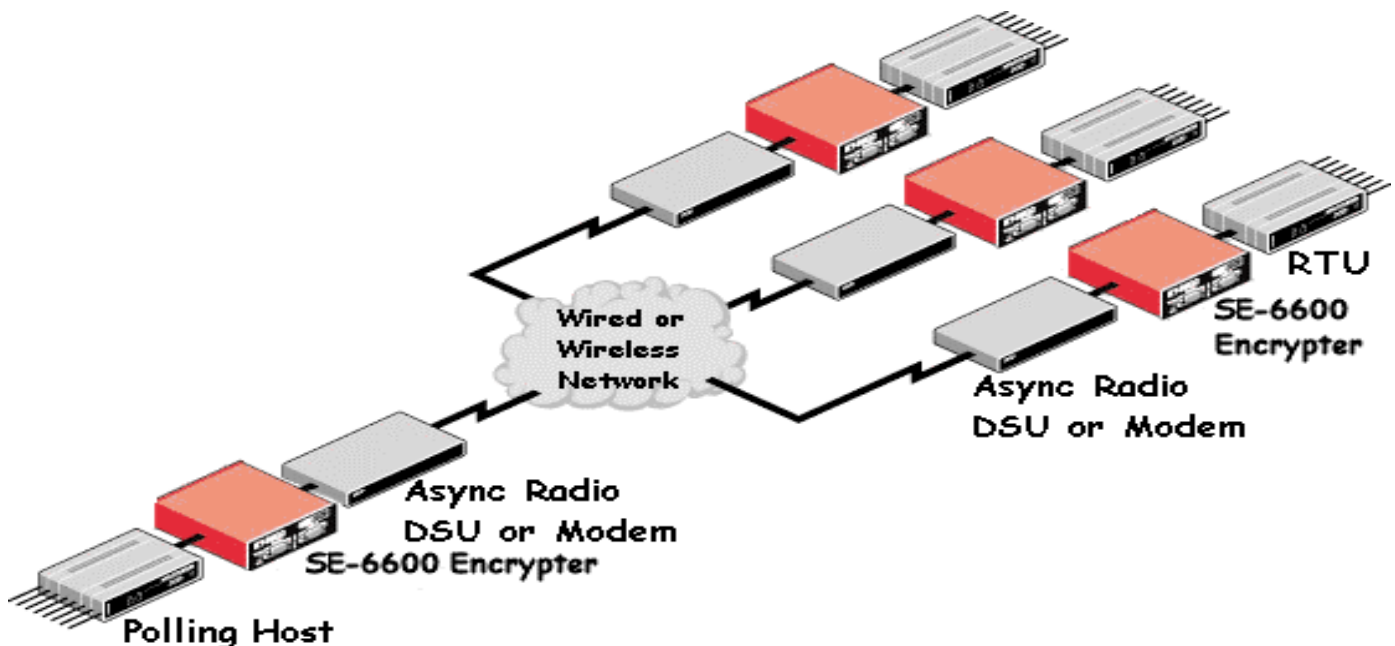 RTU
SE-6600
Encrypter
Wired or
Wireless
Network
Async Radio
DSU or Modem
Async Radio
DSU or Modem
SE-6600 Encrypter
Polling Host